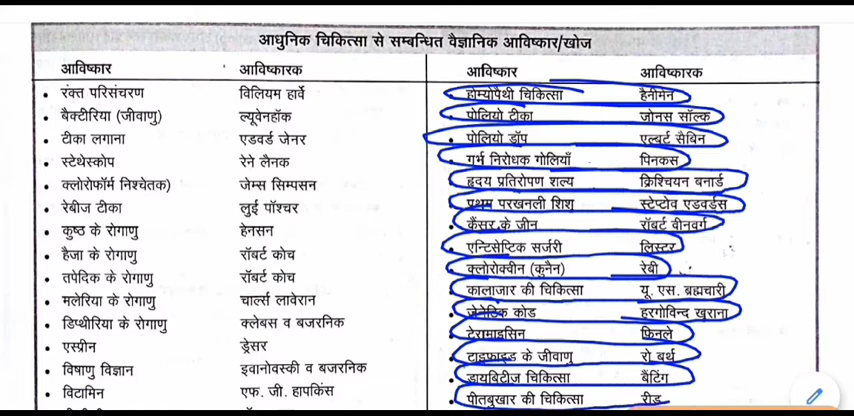 आधुनिक चिकित्सा से सम्बन्धित वैज्ञानिक आविष्कार/खोज
आविष्कार आविष्कारक
• रक्त परिसंचरण विलियम हार्वे
• बैक्टीरिया (जीवाणु) ल्यूवेनहॉक
• टीका लगाना एडवर्ड जेनर
• स्टेथेस्कोप रेने लैनक
• क्लोरोफॉर्म निश्चेतक) जेम्स सिम्पसन
• रेबीज टीका लुई पॉश्चर
• कुष्ठ के रोगाणु हेनसन
• हैजा के रोगाणु रॉबर्ट कोच
• तपेदिक के रोगाणु रॉबर्ट कोच
• मलेरिया के रोगाणु चार्ल्स लावेरान
• डिप्थीरिया के रोगाणु क्लेबस व बजरनिक
• एस्प्रीन ड्रेसर
• विषाणु विज्ञान इवानोवस्की व बजरनिक
• विटामिन एफ. जी. हापकिंस
आविष्कार आविष्कारक
• होम्योपैथी चिकित्सा हैनीमेन
• पोलियो टीका जोनस सॉल्क
• पोलियो ड्रॉप एल्बर्ट सैबिन
• गर्भ निरोधक गोलियाँ पिनकस
• हृदय प्रतिरोपण शल्य क्रिश्चियन बनार्ड
• प्रथम परखनली शिशु स्टेप्टोव एडवर्डस
• कैंसर के जीन रॉबर्ट वीनवर्ग
• एन्टिसेप्टिक सर्जरी लिस्टर
• क्लोरोक्वीन (कुनैन) रेबी
• कालाजार की चिकित्सा यू. एस. ब्रह्मचारी
• जेनेटिक कोड हरगोविन्द खुराना
• टेरामाइसिन फिनले
• टाइफाइड के जीवाणु रो बर्थ
• डायबिटीज चिकित्सा बैंटिंग
• पीतबुखार की चिकित्सा रीड